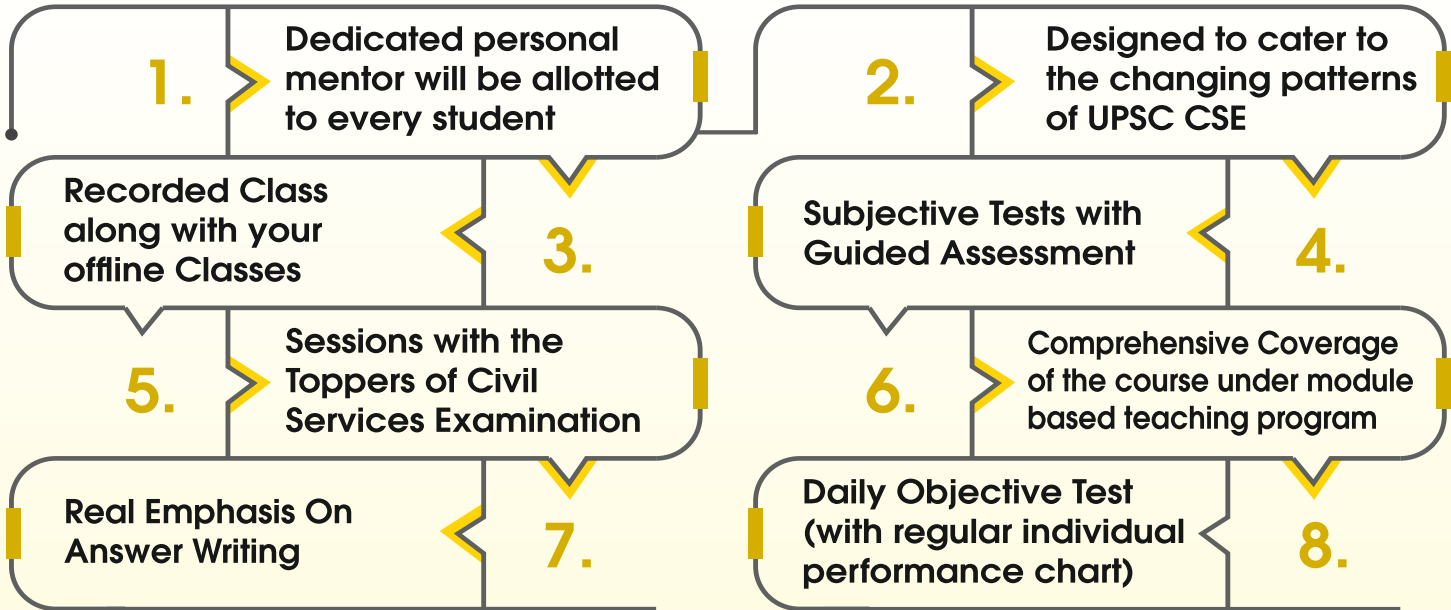 1.
Dedicated personal
mentor will be allotted
to every student
2.
Designed to cater to
the changing patterns
of UPSC CSE
Recorded Class
along with your
offline Classes
3.
Subjective Tests with
Guided Assessment
4.
5.
Sessions with the
Toppers of Civil
Services Examination
6.
Comprehensive Coverage
of the course under module
based teaching program
Real Emphasis On
Answer Writing
7.
Daily Objective Test
(with regular individual
performance chart)
8.